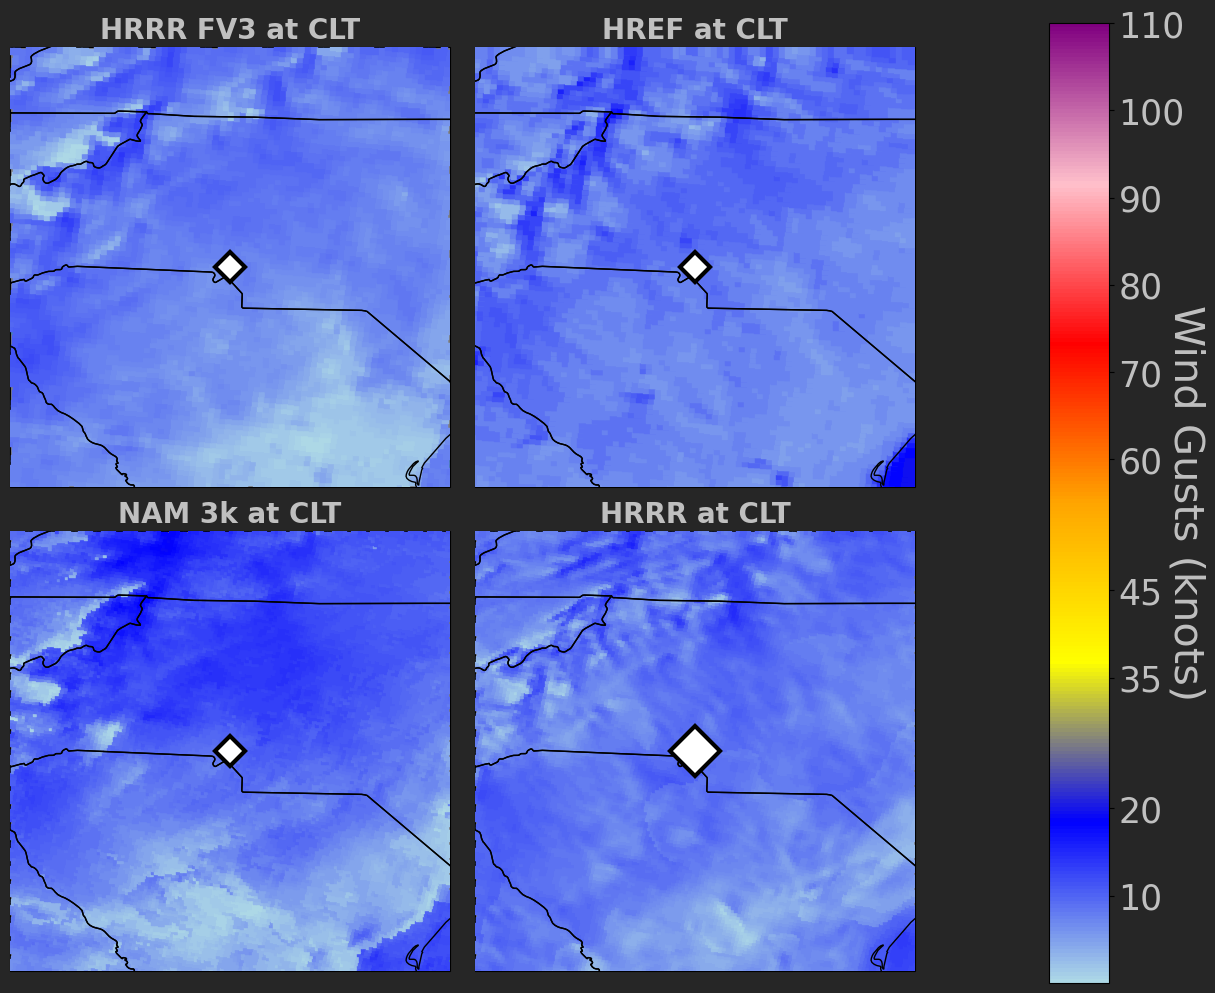 HRRR FV3 at CLT
HREF at CLT
NAM 3k at CLT
HRRR at CLT
110
100
90
80
70
60
45
35
20
10
Wind Gusts (knots)